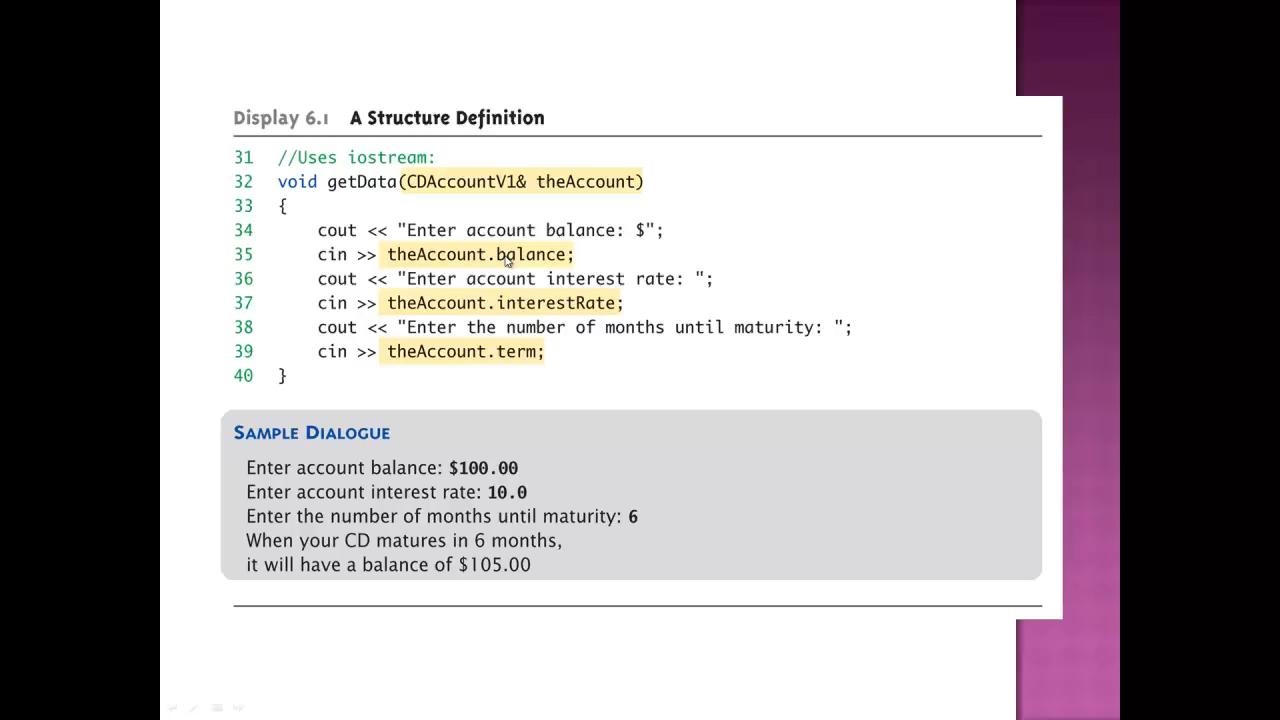 Display 6.1 A Structure Definition
31 //Uses iostream:
32 void getData(CDAccountV1& theAccount)
33 {
34 cout << "Enter account balance: $";
35 cin >> theAccount.balance;
36 cout << "Enter account interest rate: ";
37 cin >> theAccount.interestRate;
38 cout << "Enter the number of months until maturity: ";
39 cin >> theAccount.term;
40 }
SAMPLE DIALOGUE
Enter account balance: $100.00
Enter account interest rate: 10.0
Enter the number of months until maturity: 6
When your CD matures in 6 months,
it will have a balance of $105.00